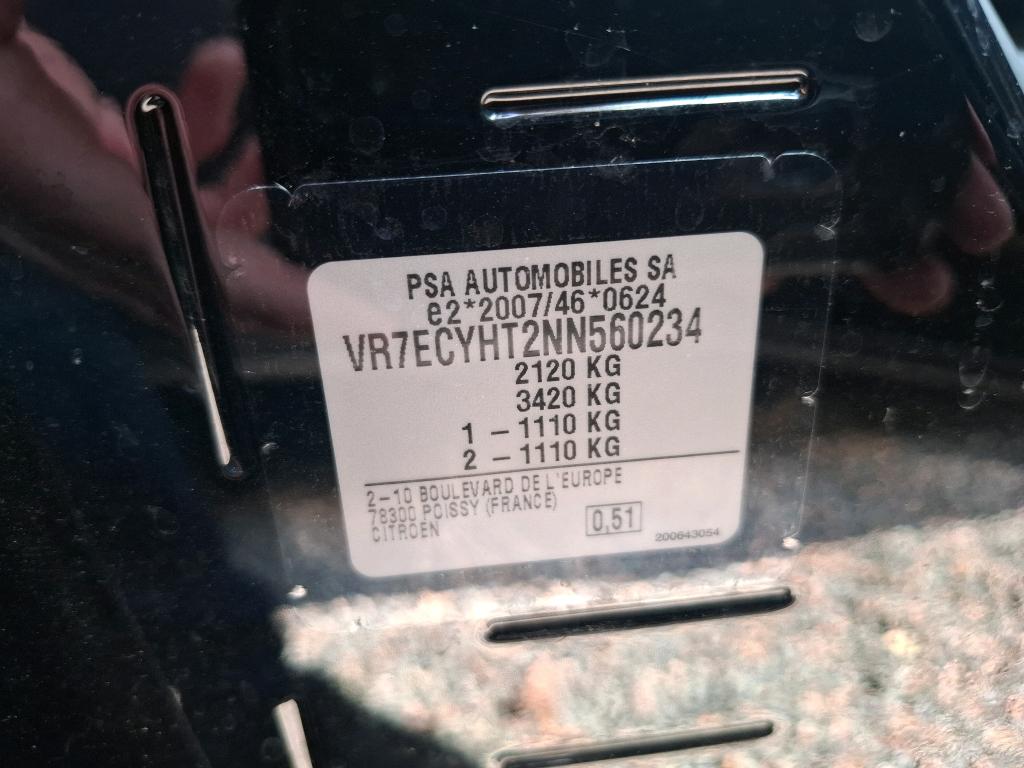 PSA AUTOMOBILES SA
e2*2007/46*0624
VR7ECYHT2NN560234
2120 KG
3420 KG
1 – 1110 KG
2 – 1110 KG
2–10 BOULEVARD DE L'EUROPE
78300 POISSY (FRANCE)
CITROEN
0,51
200643054